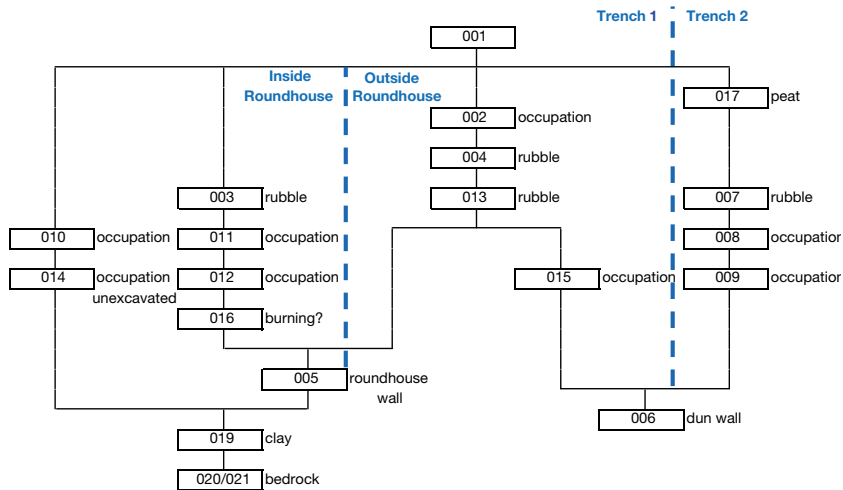 Trench 1 Trench 2
001
Inside Outside
Roundhouse Roundhouse
017 peat
002 occupation
004 rubble
003 rubble 013 rubble 007 rubble
010 occupation 011 occupation 008 occupation
014 occupation 012 occupation 015 occupation 009 occupation
unexcavated
016 burning?
005 roundhouse
wall
006 dun wall
019 clay
020/021 bedrock